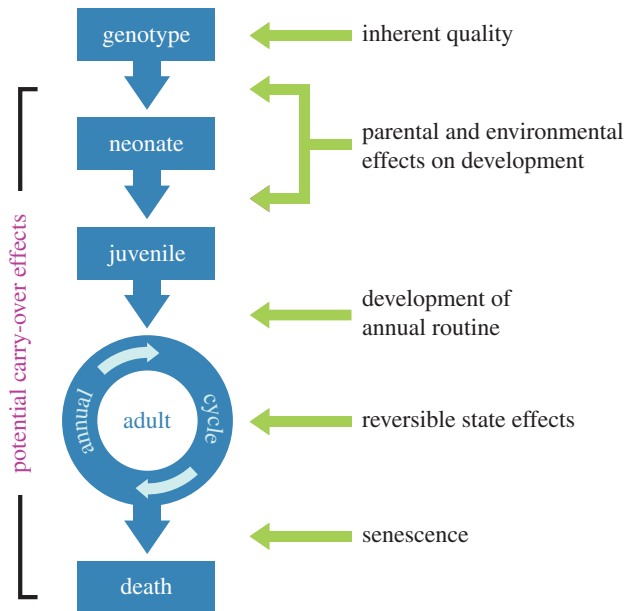 genotype
inherent quality
neonate
parental and environmental
effects on development
juvenile
potential carry-over effects
development of
annual routine
annual
adult
cycle
reversible state effects
senescence
death